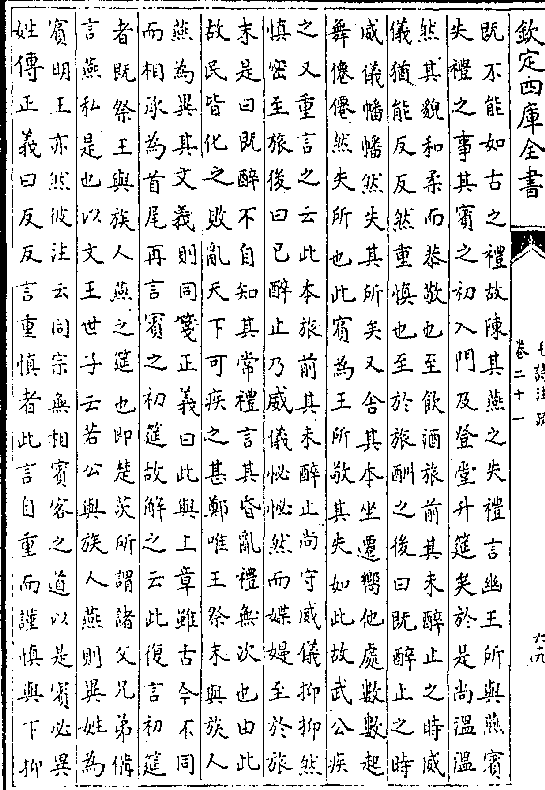 欽定四庫全書
毛詩注疏
卷二十一
六九
既不能如古之禮故陳其燕之失禮言幽王所與燕賓
失禮之事其賓之初入門及登堂升筵矣於是尚溫溫
然其貌和柔而恭敬也至飲酒旅前其未醉止之時威
儀猶能反反然重慎也至於旅酬之後曰既醉止之時
威儀幡幡然失其所矣又舍其本坐遷嚮他處數數起
舞僊僊然失所也此賓為王所敬其失如此故武公疾
之又重言之云此本旅前其未醉止尚守威儀抑抑然
慎密至旅後曰已醉止乃威儀怭怭然而媟嫚至於旅
末是曰既醉不自知其常禮言其昏亂禮無次也由此
故民皆化之敗亂天下可疾之甚鄭唯王祭末與族人
燕為異其文義則同箋正義曰此與上章雖古今不同
而相承為首尾再言賓之初筵故解之云此復言初筵
者既祭王與族人燕之筵也即楚茨所謂諸父兄弟備
言燕私是也以文王世子云若公與族人燕則異姓為
賓明王亦然彼注云同宗無相賓客之道以是賓必異
姓傳正義曰反反言重慎者此言自重而謹慎與下抑